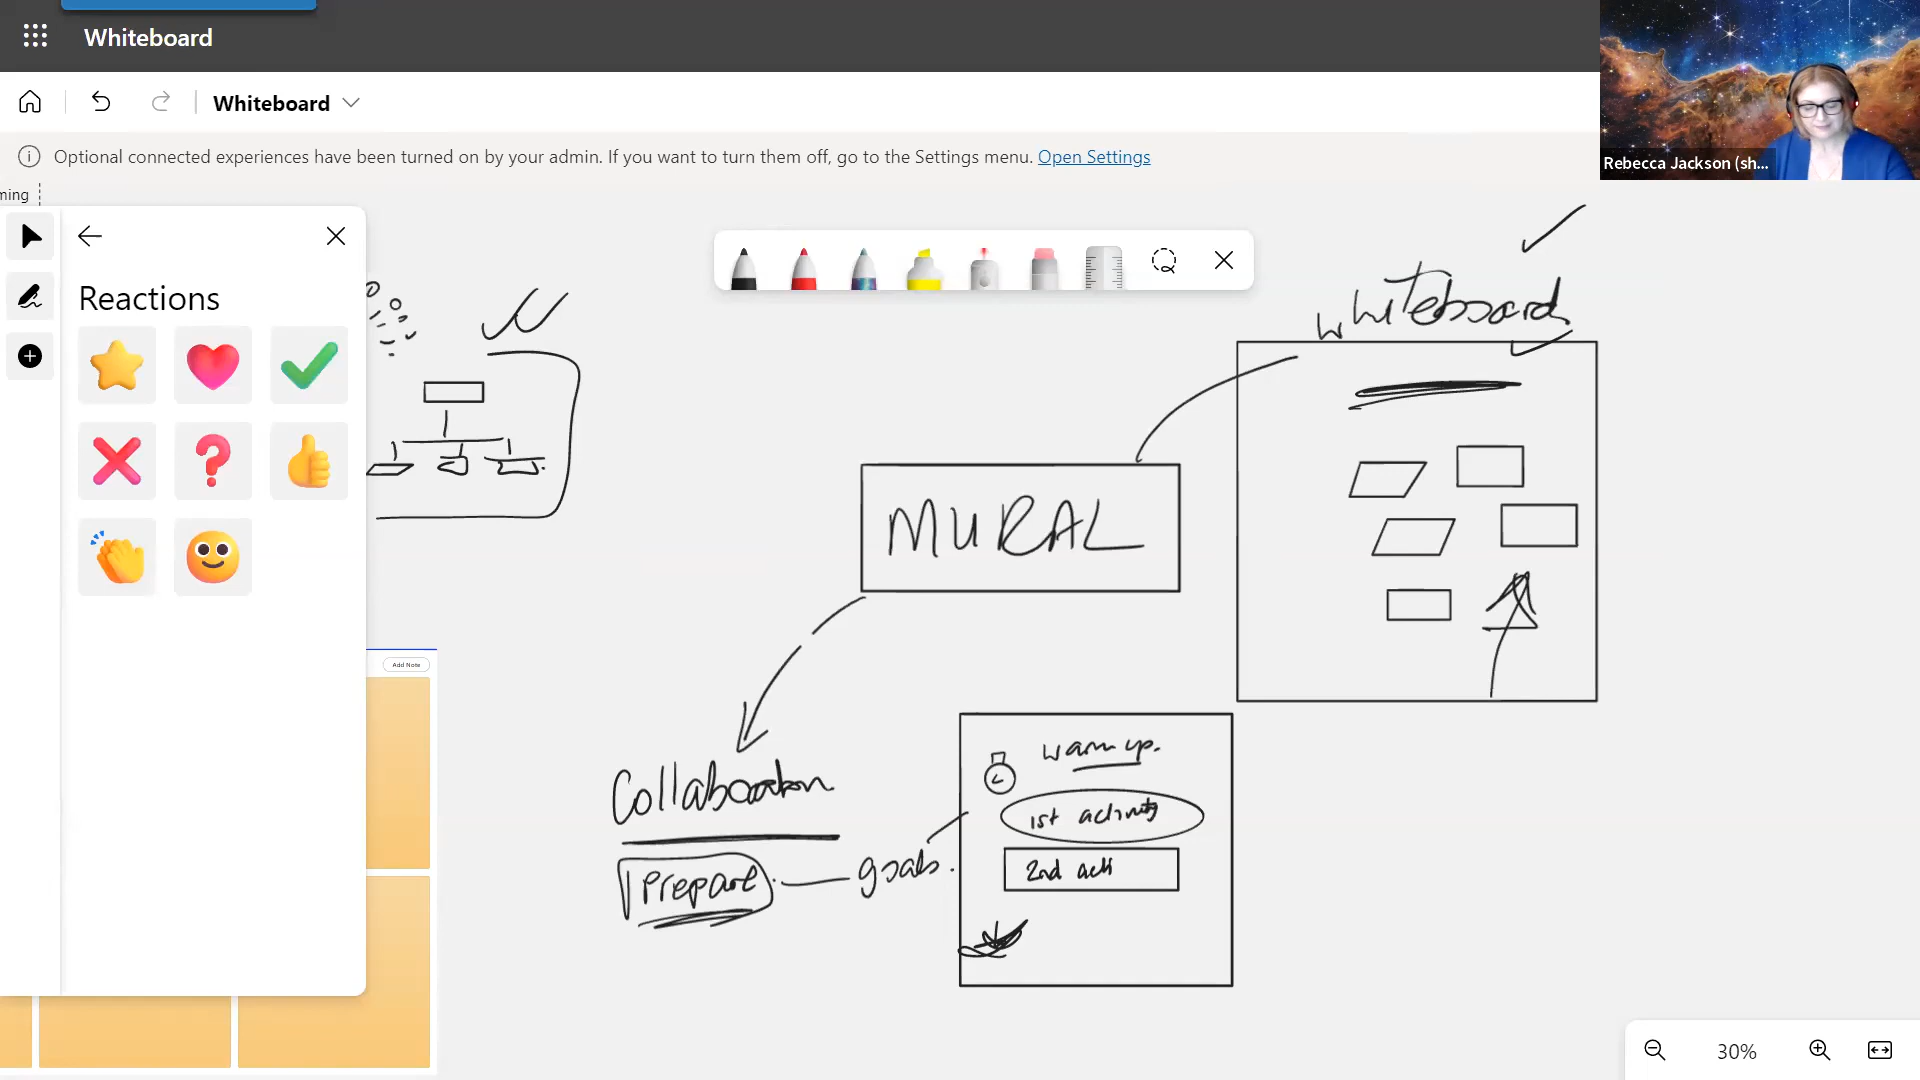 Whiteboard
Whiteboard
Optional connected experiences have been turned on by your admin. If you want to turn them off, go to the Settings menu. Open Settings
Rebecca Jackson (sh...
ming
Reactions
whiteboard
MURAL
Add Note
warm up.
Collaboration
1st activity
Prepare
goals.
2nd acti
30%